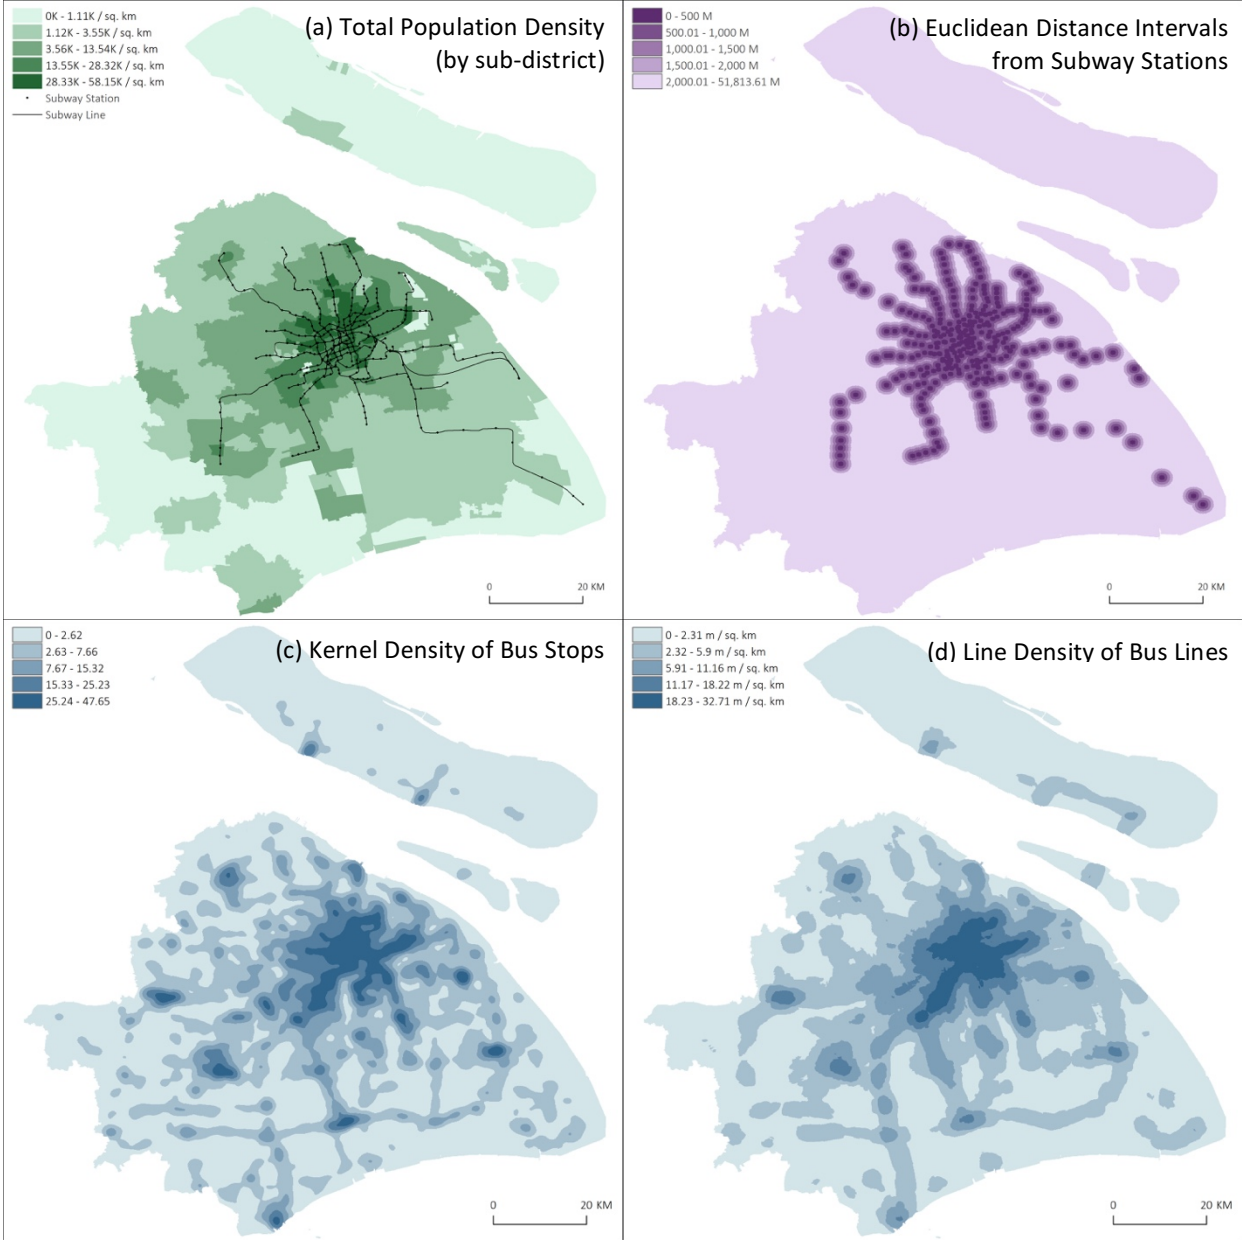 0K - 1.11K / sq. km
1.12K - 3.55K / sq. km
3.56K - 13.54K / sq. km
13.55K - 28.32K / sq. km
28.33K - 58.15K / sq. km
Subway Station
Subway Line
(a) Total Population Density
(by sub-district)
0
20 KM
0 - 500 M
500.01 - 1,000 M
1,000.01 - 1,500 M
1,500.01 - 2,000 M
2,000.01 - 51,813.61 M
(b) Euclidean Distance Intervals
from Subway Stations
0
20 KM
0 - 2.62
2.63 - 7.66
7.67 - 15.32
15.33 - 25.23
25.24 - 47.65
(c) Kernel Density of Bus Stops
0
20 KM
0 - 2.31 m / sq. km
2.32 - 5.9 m / sq. km
5.91 - 11.16 m / sq. km
11.17 - 18.22 m / sq. km
18.23 - 32.71 m / sq. km
(d) Line Density of Bus Lines
0
20 KM